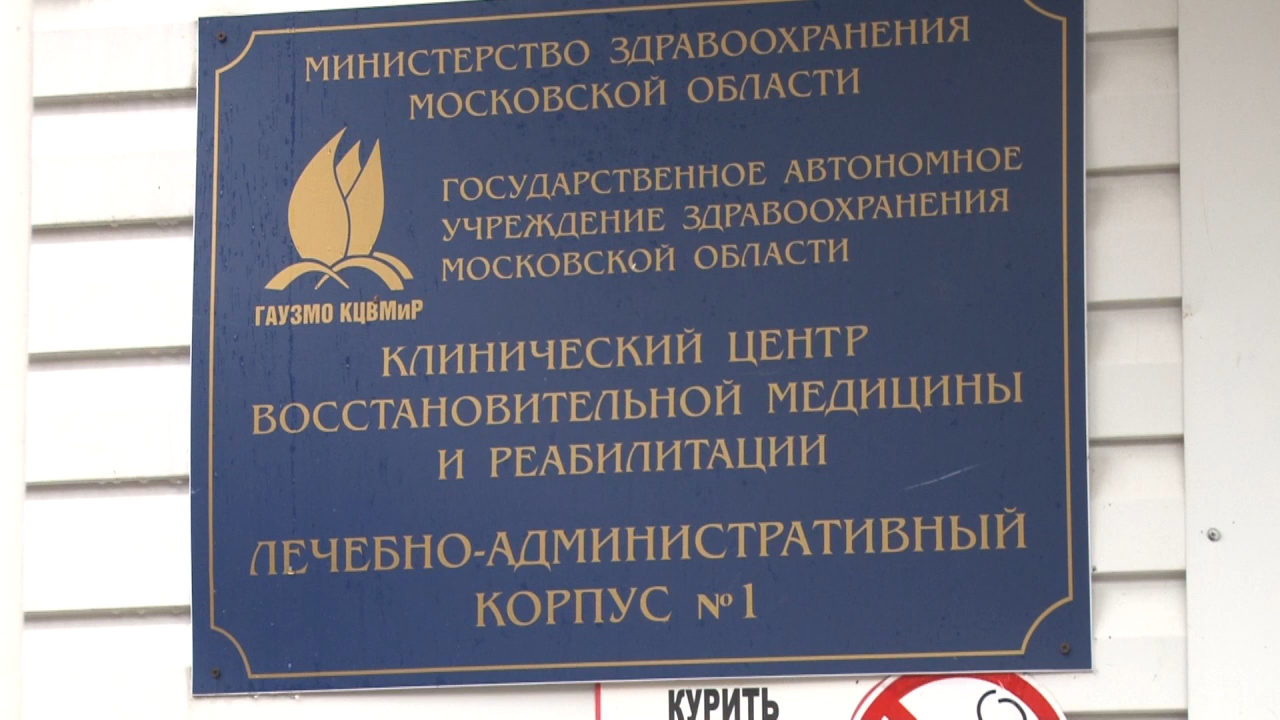 МИНИСТЕРСТВО ЗДРАВООХРАНЕНИЯ
МОСКОВСКОЙ ОБЛАСТИ
ГОСУДАРСТВЕННОЕ АВТОНОМНОЕ
УЧРЕЖДЕНИЕ ЗДРАВООХРАНЕНИЯ
МОСКОВСКОЙ ОБЛАСТИ
ГАУЗМО КЦВМиР
КЛИНИЧЕСКИЙ ЦЕНТР
ВОССТАНОВИТЕЛЬНОЙ МЕДИЦИНЫ
И РЕАБИЛИТАЦИИ
ЛЕЧЕБНО-АДМИНИСТРАТИВНЫЙ
КОРПУС №1
КУРИТЬ